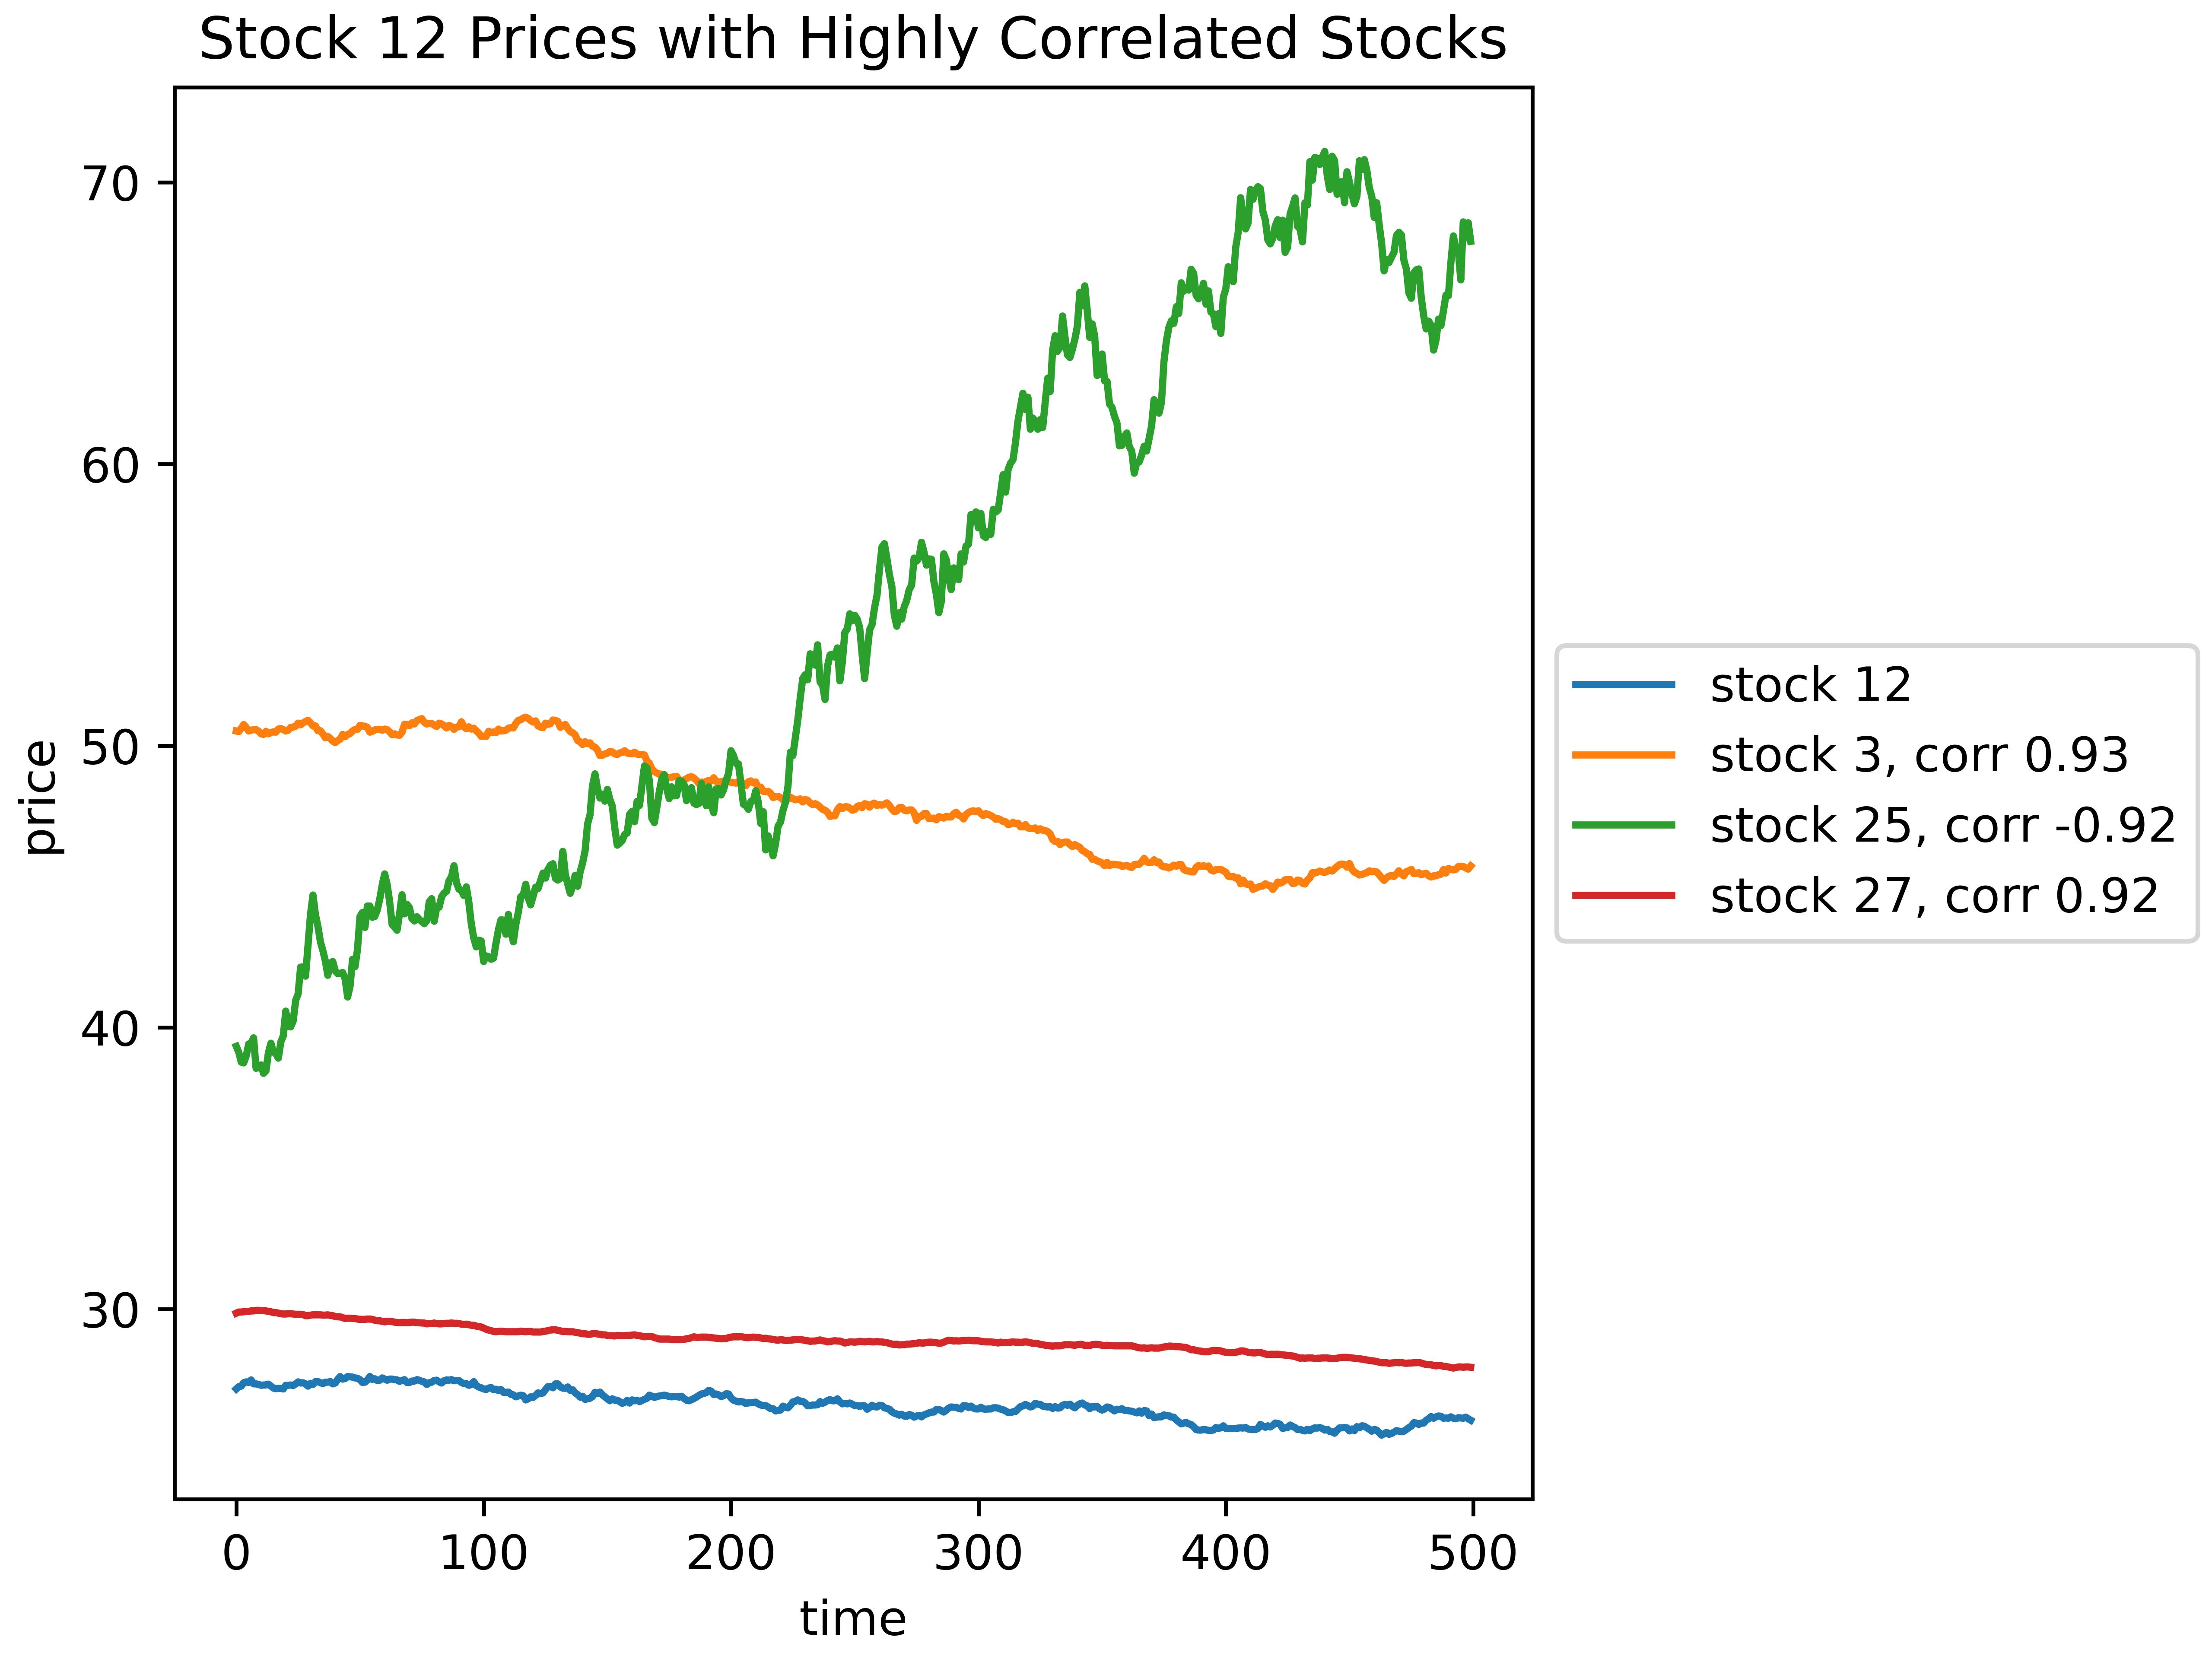 Stock 12 Prices with Highly Correlated Stocks
price
70
60
50
40
30
0 100 200 300 400 500
time
stock 12
stock 3, corr 0.93
stock 25, corr -0.92
stock 27, corr 0.92